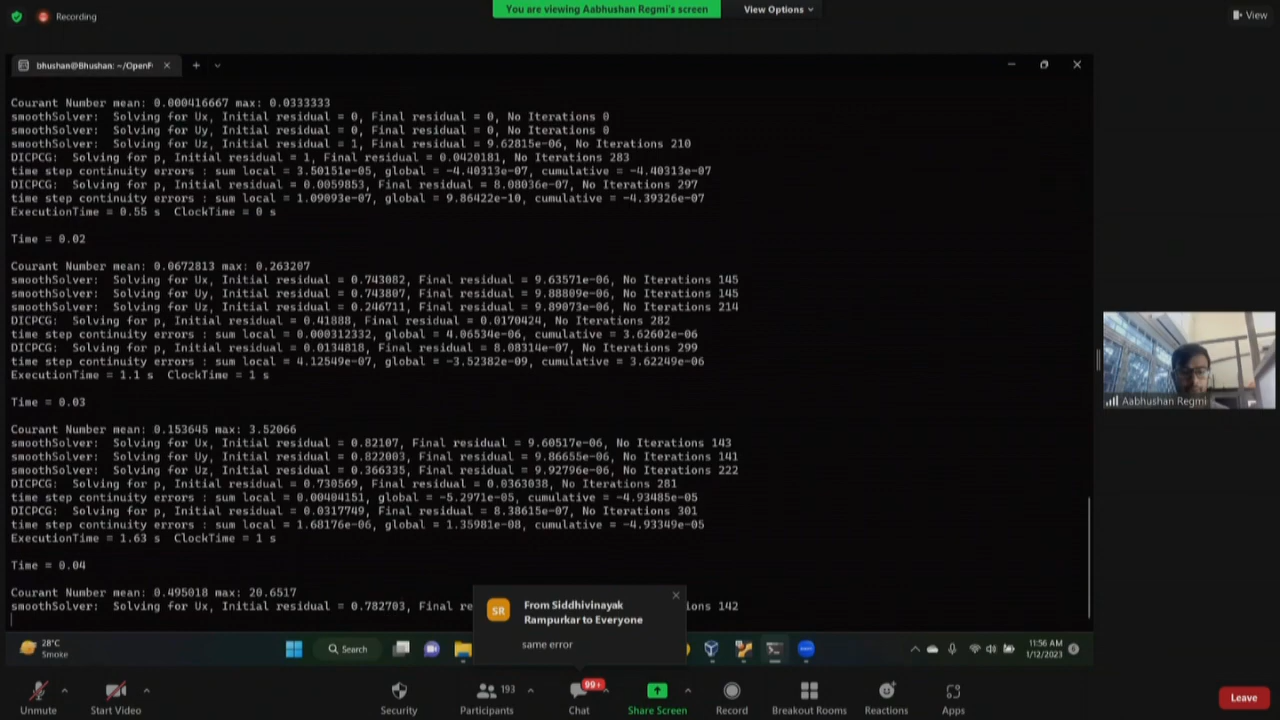 You are viewing Aabhushan Regmi's screen
View Options
Recording
View
bhushan@Bhushan: ~/OpenF
Courant Number mean: 0.000416667 max: 0.0333333
smoothSolver:  Solving for Ux, Initial residual = 0, Final residual = 0, No Iterations 0
smoothSolver:  Solving for Uy, Initial residual = 0, Final residual = 0, No Iterations 0
smoothSolver:  Solving for Uz, Initial residual = 1, Final residual = 9.62815e-06, No Iterations 210
DICPCG:  Solving for p, Initial residual = 1, Final residual = 0.0420181, No Iterations 283
time step continuity errors : sum local = 3.50151e-05, global = -4.40313e-07, cumulative = -4.40313e-07
DICPCG:  Solving for p, Initial residual = 0.0059853, Final residual = 8.08036e-07, No Iterations 297
time step continuity errors : sum local = 1.09093e-07, global = 9.86422e-10, cumulative = -4.39326e-07
ExecutionTime = 0.55 s  ClockTime = 0 s
Time = 0.02
Courant Number mean: 0.0672813 max: 0.263207
smoothSolver:  Solving for Ux, Initial residual = 0.743082, Final residual = 9.63571e-06, No Iterations 145
smoothSolver:  Solving for Uy, Initial residual = 0.743807, Final residual = 9.88809e-06, No Iterations 145
smoothSolver:  Solving for Uz, Initial residual = 0.246711, Final residual = 9.89073e-06, No Iterations 214
DICPCG:  Solving for p, Initial residual = 0.41888, Final residual = 0.0170424, No Iterations 282
time step continuity errors : sum local = 0.000312332, global = 4.06534e-06, cumulative = 3.62602e-06
DICPCG:  Solving for p, Initial residual = 0.0134818, Final residual = 8.08314e-07, No Iterations 299
time step continuity errors : sum local = 4.12549e-07, global = -3.52382e-09, cumulative = 3.62249e-06
ExecutionTime = 1.1 s  ClockTime = 1 s
Time = 0.03
Courant Number mean: 0.153645 max: 3.52066
smoothSolver:  Solving for Ux, Initial residual = 0.82107, Final residual = 9.60517e-06, No Iterations 143
smoothSolver:  Solving for Uy, Initial residual = 0.822003, Final residual = 9.86655e-06, No Iterations 141
smoothSolver:  Solving for Uz, Initial residual = 0.366335, Final residual = 9.92796e-06, No Iterations 222
DICPCG:  Solving for p, Initial residual = 0.730569, Final residual = 0.0363038, No Iterations 281
time step continuity errors : sum local = 0.00404151, global = -5.2971e-05, cumulative = -4.93485e-05
DICPCG:  Solving for p, Initial residual = 0.0317749, Final residual = 8.38615e-07, No Iterations 301
time step continuity errors : sum local = 1.68176e-06, global = 1.35981e-08, cumulative = -4.93349e-05
ExecutionTime = 1.63 s  ClockTime = 1 s
Time = 0.04
Courant Number mean: 0.495018 max: 20.6517
smoothSolver:  Solving for Ux, Initial residual = 0.782703, Final re
ions 142
SR
From Siddhivinayak
Rampurkar to Everyone
same error
Aabhushan Regmi
28°C
Smoke
Search
11:56 AM
1/12/2023
6
Unmute
Start Video
Security
193
Participants
99+
Chat
Share Screen
Record
Breakout Rooms
Reactions
Apps
Leave